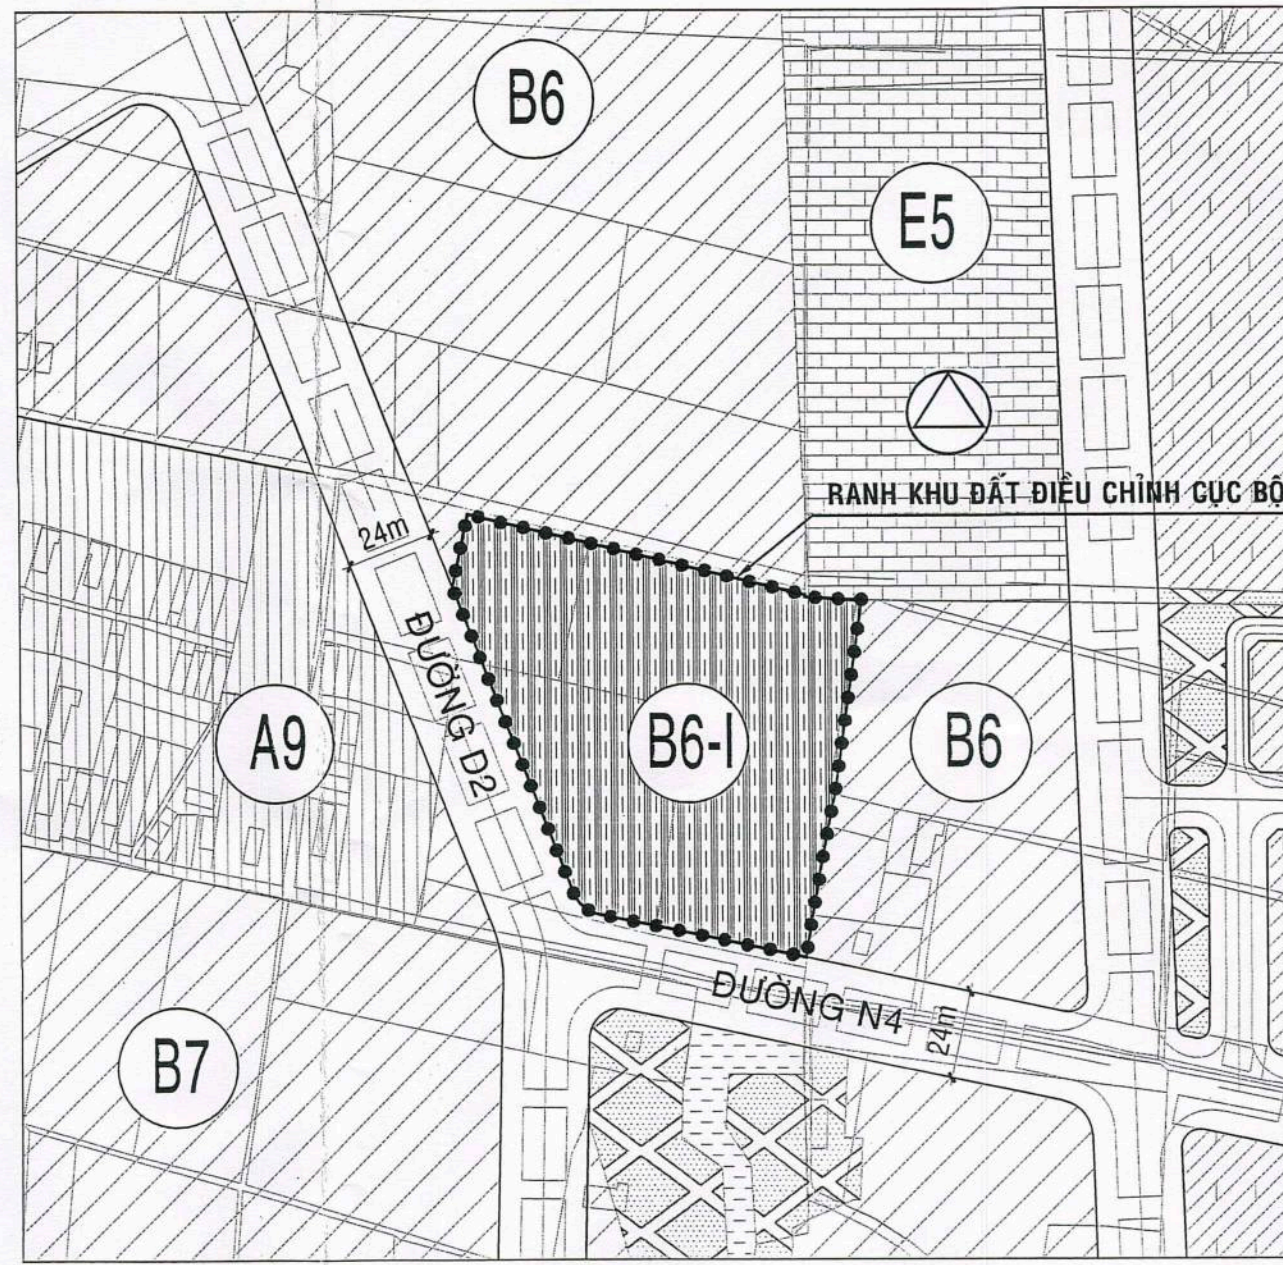 B6
E5
RANH KHU ĐẤT ĐIỀU CHỈNH CỤC BỘ
24m
ĐƯỜNG D2
A9
B6-I
B6
ĐƯỜNG N4
24m
B7